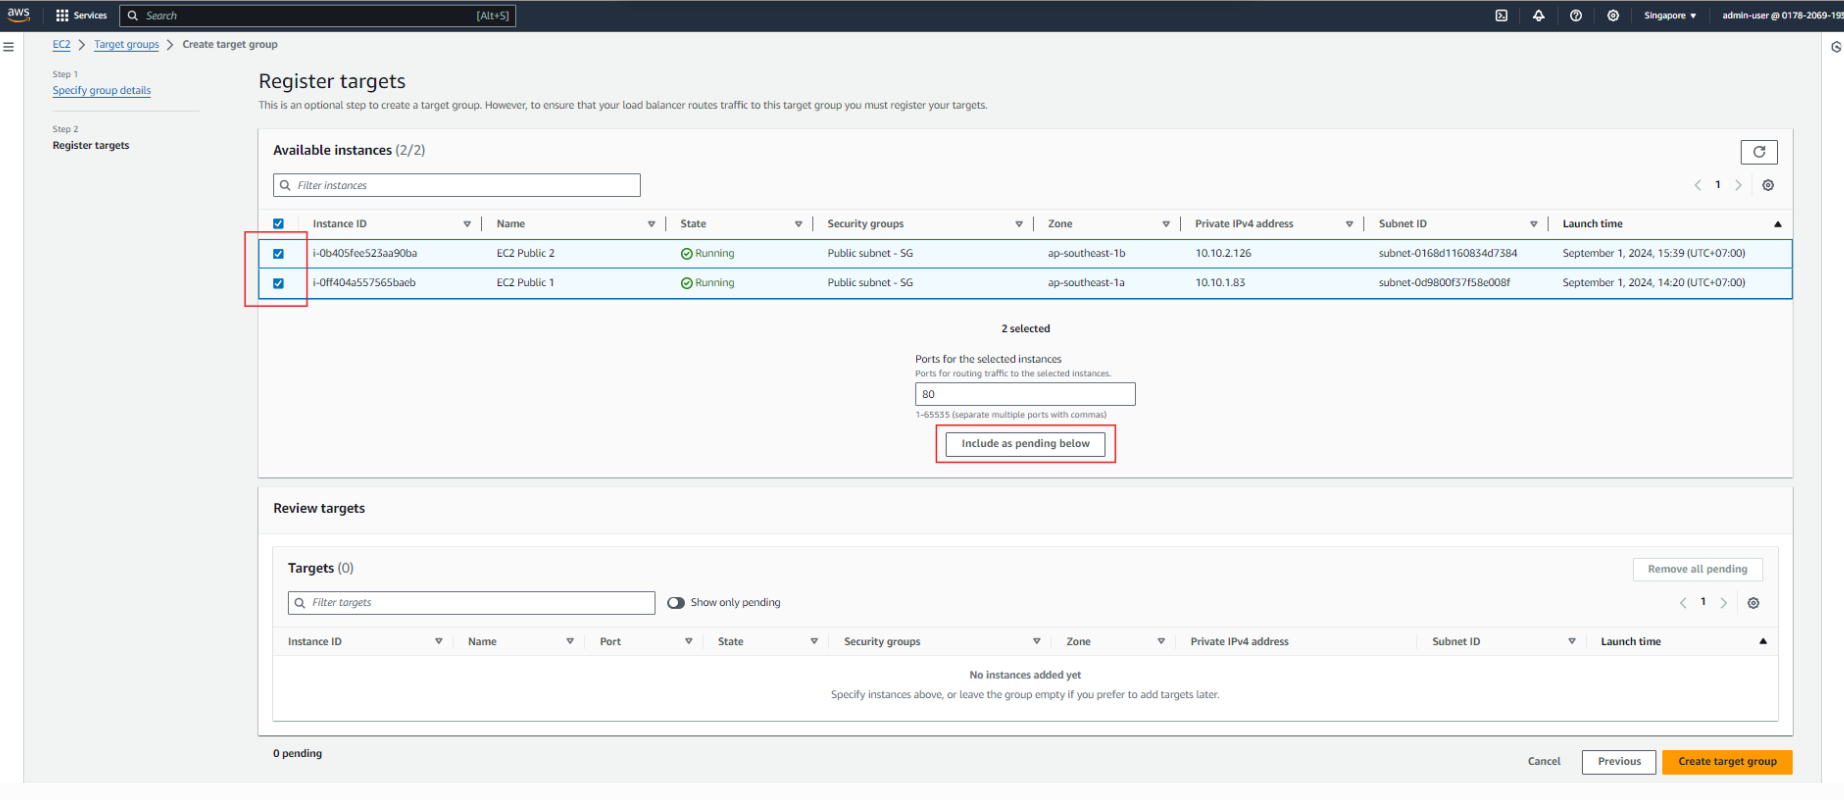 aws Services Search [Alt+S] Singapore admin-user @ 0178-2069-19
EC2 Target groups Create target group
Step 1
Specify group details
Step 2
Register targets
Register targets
This is an optional step to create a target group. However, to ensure that your load balancer routes traffic to this target group you must register your targets.
Available instances (2/2)
Filter instances
1
Instance ID Name State Security groups Zone Private IPv4 address Subnet ID Launch time
i-0b405fee523aa90ba EC2 Public 2 Running Public subnet - SG ap-southeast-1b 10.10.2.126 subnet-0168d1160834d7384 September 1, 2024, 15:39 (UTC+07:00)
i-0ff404a557565baeb EC2 Public 1 Running Public subnet - SG ap-southeast-1a 10.10.1.83 subnet-0d9800f37f58e008f September 1, 2024, 14:20 (UTC+07:00)
2 selected
Ports for the selected instances
Ports for routing traffic to the selected instances.
80
1-65535 (separate multiple ports with commas)
Include as pending below
Review targets
Targets (0)
Remove all pending
Filter targets Show only pending
1
Instance ID Name Port State Security groups Zone Private IPv4 address Subnet ID Launch time
No instances added yet
Specify instances above, or leave the group empty if you prefer to add targets later.
0 pending
Cancel Previous Create target group